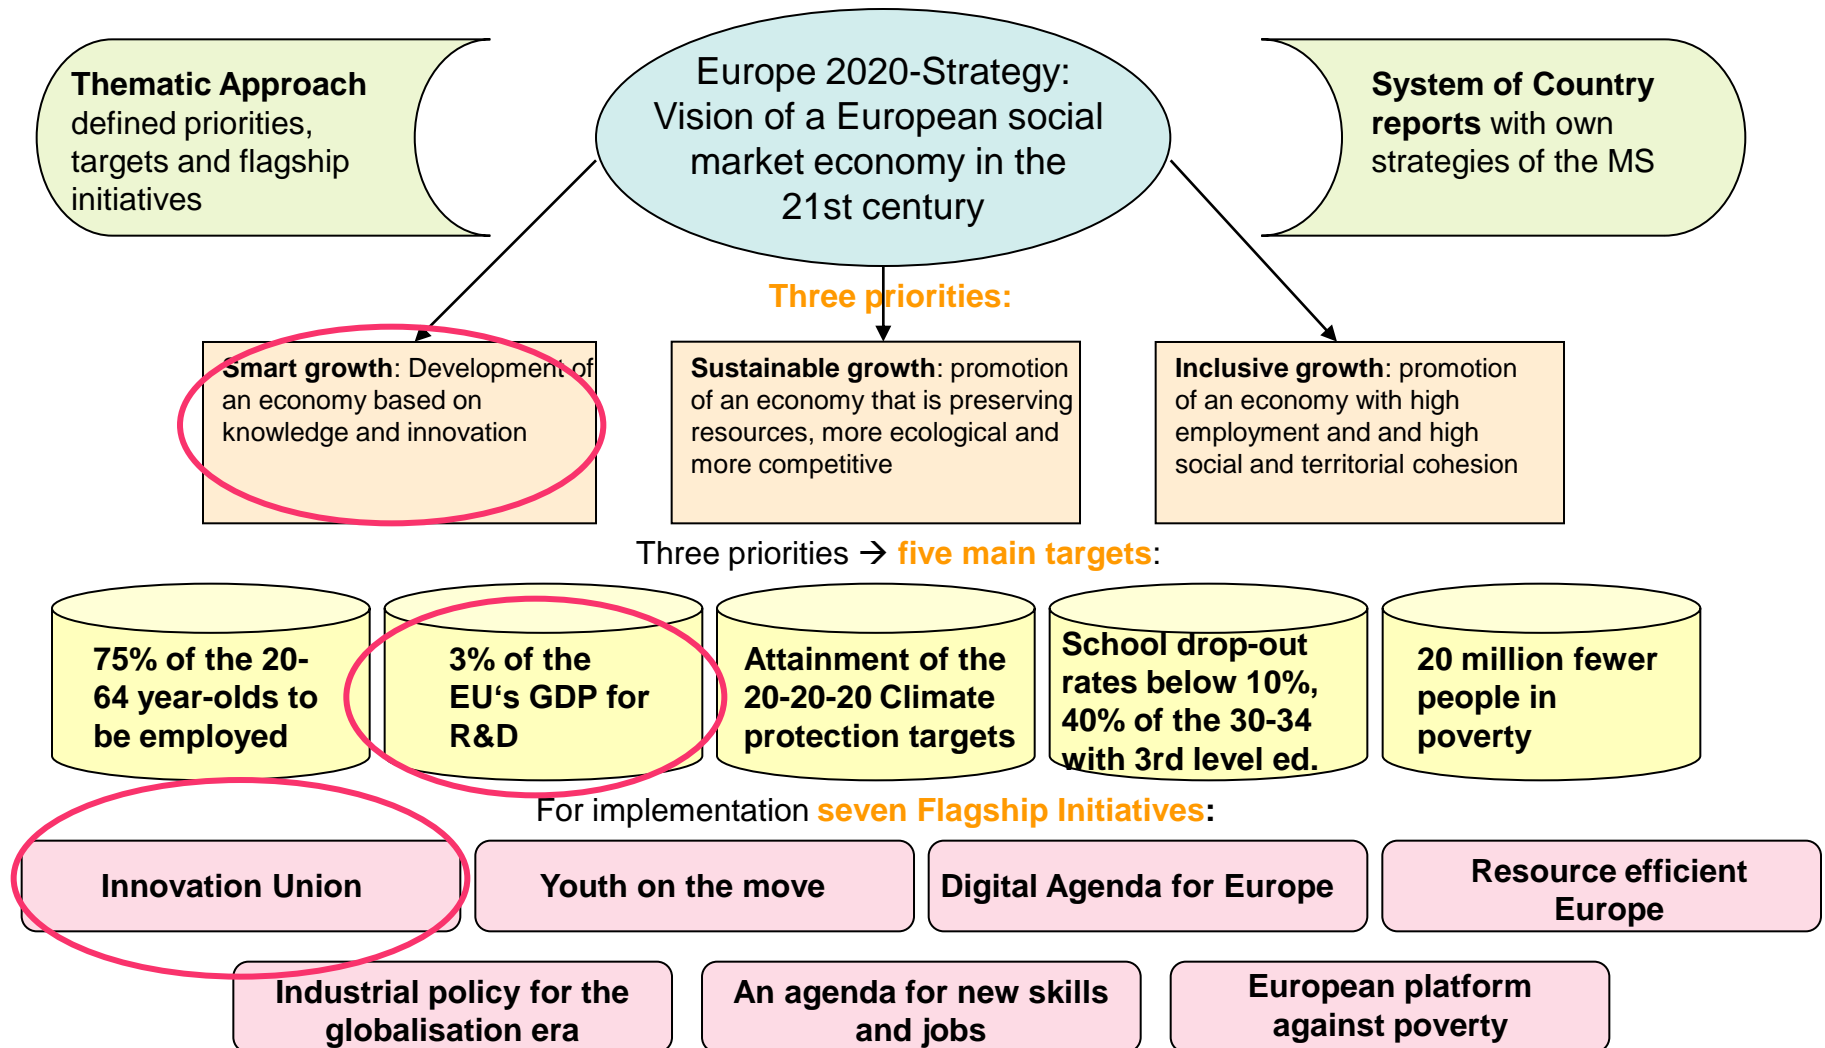 Thematic Approach
defined priorities,
targets and flagship
initiatives
Europe 2020-Strategy:
Vision of a European social
market economy in the
21st century
System of Country
reports with own
strategies of the MS
Three priorities:
Smart growth: Development of
an economy based on
knowledge and innovation
Sustainable growth: promotion
of an economy that is preserving
resources, more ecological and
more competitive
Inclusive growth: promotion
of an economy with high
employment and and high
social and territorial cohesion
Three priorities → five main targets:
75% of the 20-
64 year-olds to
be employed
3% of the
EU‘s GDP for
R&D
Attainment of the
20-20-20 Climate
protection targets
School drop-out
rates below 10%,
40% of the 30-34
with 3rd level ed.
20 million fewer
people in
poverty
For implementation seven Flagship Initiatives:
Innovation Union
Youth on the move
Digital Agenda for Europe
Resource efficient
Europe
Industrial policy for the
globalisation era
An agenda for new skills
and jobs
European platform
against poverty